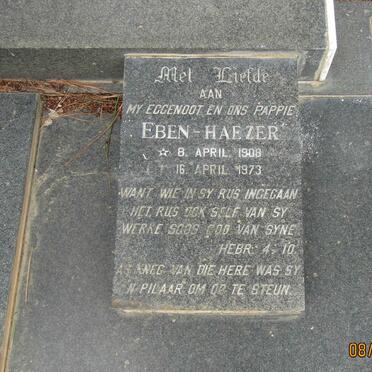 Met Liefde
AAN
MY EGGENOOT EN ONS PAPPIE
EBEN-HAEZER
☆ 8. APRIL 1908
† 16. APRIL 1973
WANT WIE IN SY RUS INGEGAAN
HET, RUS OOK SELF VAN SY
WERKE SOOS GOD VAN SYNE
HEBR. 4:10.
AS KNEG VAN DIE HERE WAS SY
'N PILAAR OM OP TE STEUN.
08/